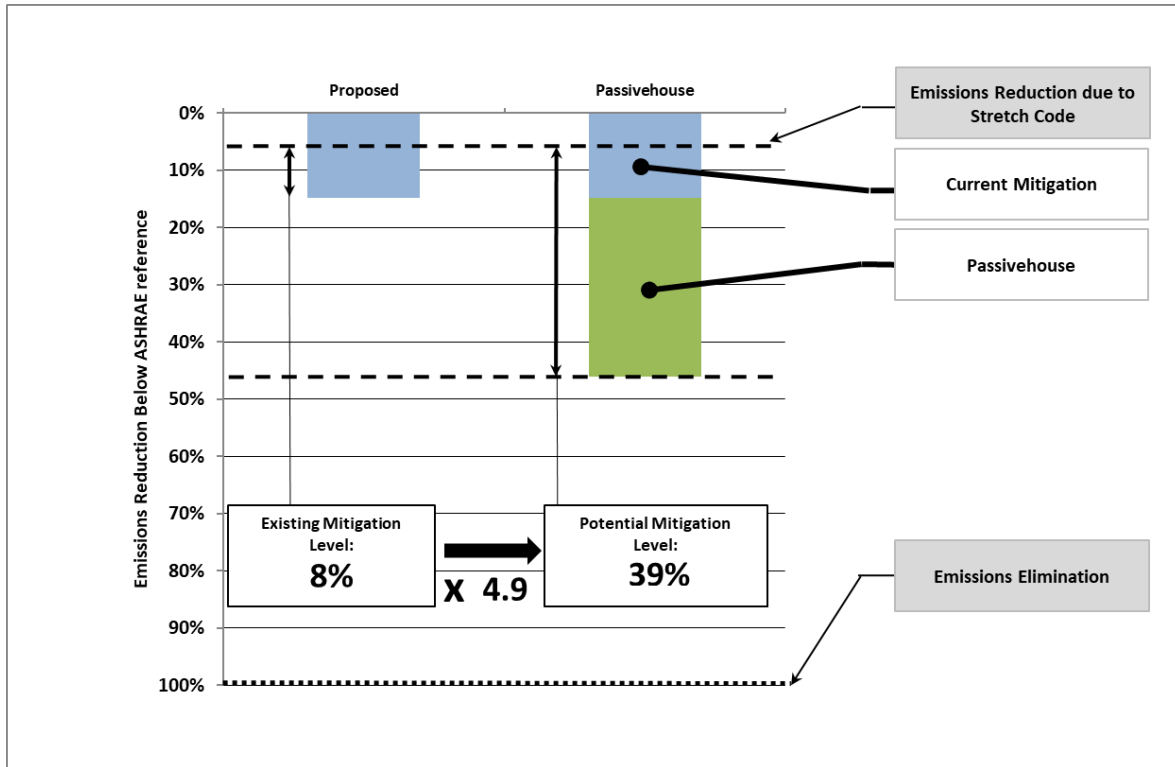 Proposed
Passivehouse
Emissions Reduction Below ASHRAE reference
0%
10%
20%
30%
40%
50%
60%
70%
80%
90%
100%
Emissions Reduction due to
Stretch Code
Current Mitigation
Passivehouse
Emissions Elimination
Existing Mitigation
Level:
8%
X 4.9
Potential Mitigation
Level:
39%